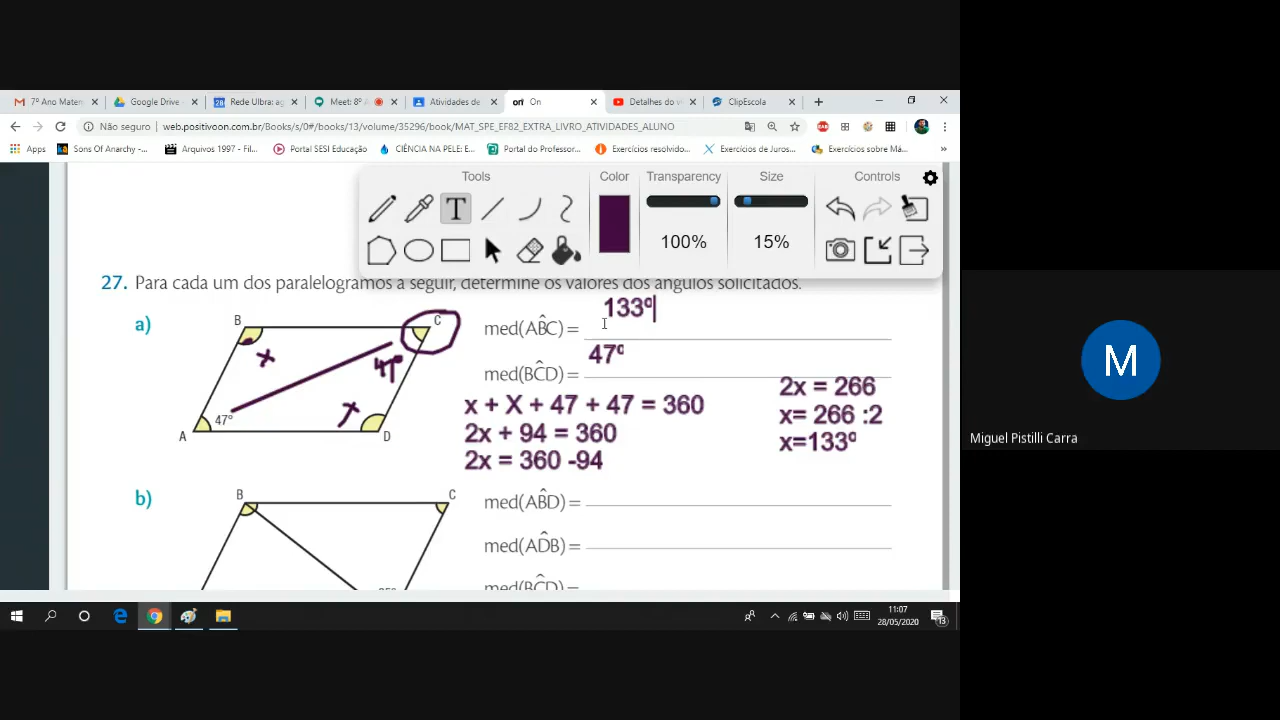 7º Ano Matem
Google Drive
Rede Ulbra: ag
Meet: 8º A
Atividades de
On
Detalhes do v
ClipEscola
Não seguro
web.positivoon.com.br/Books/s/0#/books/13/volume/35296/book/MAT_SPE_EF82_EXTRA_LIVRO_ATIVIDADES_ALUNO
Apps
Sons Of Anarchy -...
Arquivos 1997 - Fil...
Portal SESI Educação
CIÊNCIA NA PELE: E...
Portal do Professor...
Exercícios resolvido...
Exercícios de Juros...
Exercícios sobre Má...
»
Tools
Color
Transparency
Size
Controls
T
100%
15%
27. Para cada um dos paralelogramos a seguir, determine os valores dos ângulos solicitados.
a)
B
C
x
47º
47º
x
A
D
133º
med(AB̂C) =
47º
med(BĈD) =
x + X + 47 + 47 = 360
2x + 94 = 360
2x = 360 -94
2x = 266
x= 266 :2
x=133º
b)
B
C
med(AB̂D) =
med(AD̂B) =
med(BĈD) =
M
Miguel Pistilli Carra
11:07
28/05/2020
13